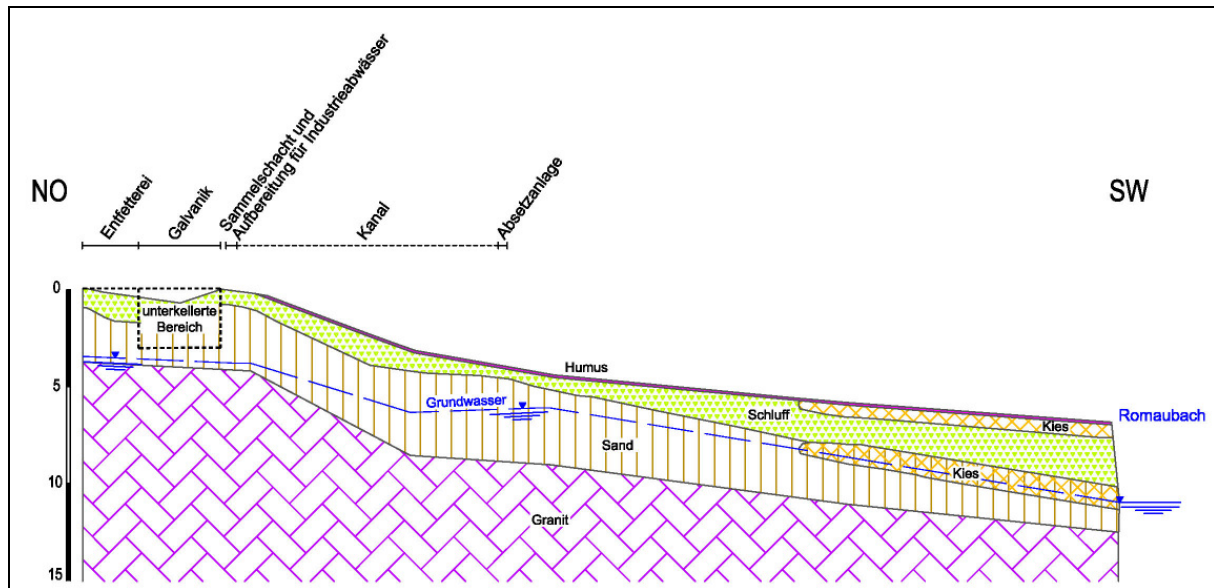 NO
SW
Entfetterei
Galvanik
Sammelschacht und
Aufbereitung für Industrieabwässer
Kanal
Absetzanlage
0
unterkellerte
Bereich
5
Humus
Grundwasser
Schluff
Kies
Romaubach
Sand
Kies
10
Granit
15